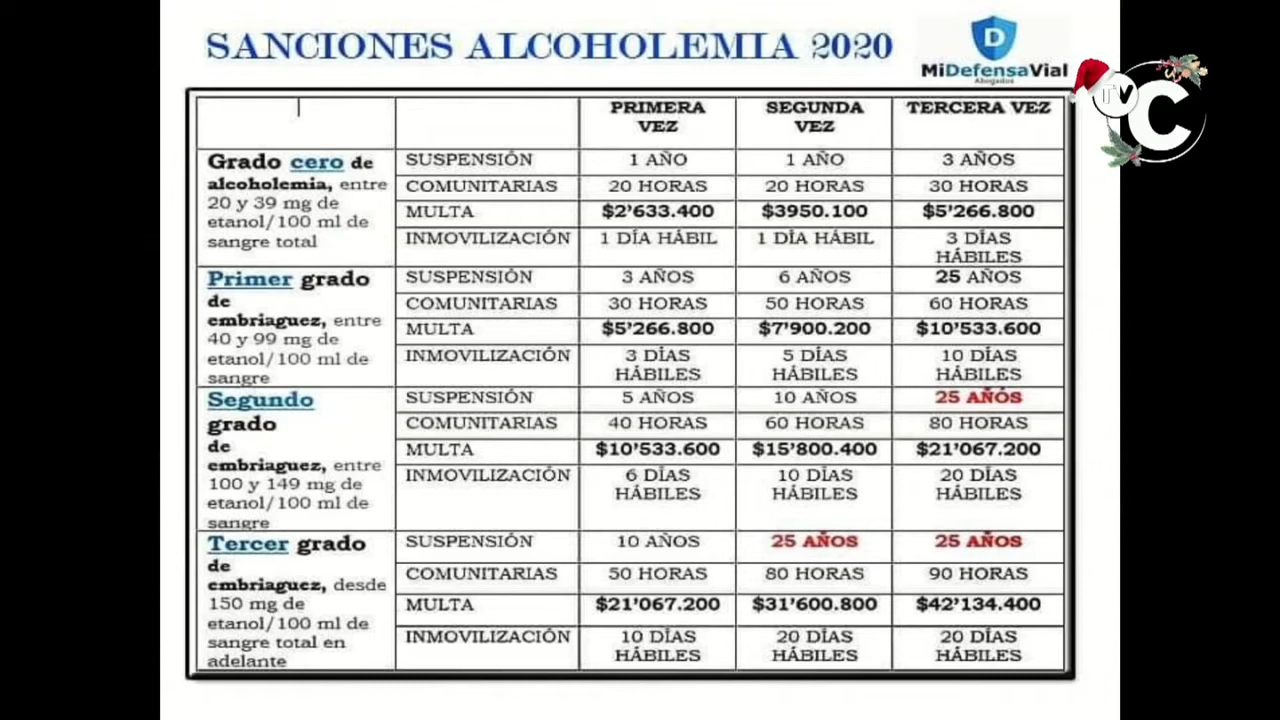 SANCIONES ALCOHOLEMIA 2020
D
MiDefensaVial
Abogados
TV
C
PRIMERA VEZ
SEGUNDA VEZ
TERCERA VEZ
Grado cero de
alcoholemia, entre
20 y 39 mg de
etanol/100 ml de
sangre total
SUSPENSIÓN 1 AÑO 1 AÑO 3 AÑOS
COMUNITARIAS 20 HORAS 20 HORAS 30 HORAS
MULTA $2'633.400 $3950.100 $5'266.800
INMOVILIZACIÓN 1 DÍA HÁBIL 1 DÍA HÁBIL 3 DÍAS
HÁBILES
Primer grado
de
embriaguez, entre
40 y 99 mg de
etanol/100 ml de
sangre
SUSPENSIÓN 3 AÑOS 6 AÑOS 25 AÑOS
COMUNITARIAS 30 HORAS 50 HORAS 60 HORAS
MULTA $5'266.800 $7'900.200 $10'533.600
INMOVILIZACIÓN 3 DÍAS 5 DÍAS 10 DÍAS
HÁBILES HÁBILES HÁBILES
Segundo
grado
de
embriaguez, entre
100 y 149 mg de
etanol/100 ml de
sangre
SUSPENSIÓN 5 AÑOS 10 AÑOS 25 AÑOS
COMUNITARIAS 40 HORAS 60 HORAS 80 HORAS
MULTA $10'533.600 $15'800.400 $21'067.200
INMOVILIZACIÓN 6 DÍAS 10 DÍAS 20 DÍAS
HÁBILES HÁBILES HÁBILES
Tercer grado
de
embriaguez, desde
150 mg de
etanol/100 ml de
sangre total en
adelante
SUSPENSIÓN 10 AÑOS 25 AÑOS 25 AÑOS
COMUNITARIAS 50 HORAS 80 HORAS 90 HORAS
MULTA $21'067.200 $31'600.800 $42'134.400
INMOVILIZACIÓN 10 DÍAS 20 DÍAS 20 DÍAS
HÁBILES HÁBILES HÁBILES